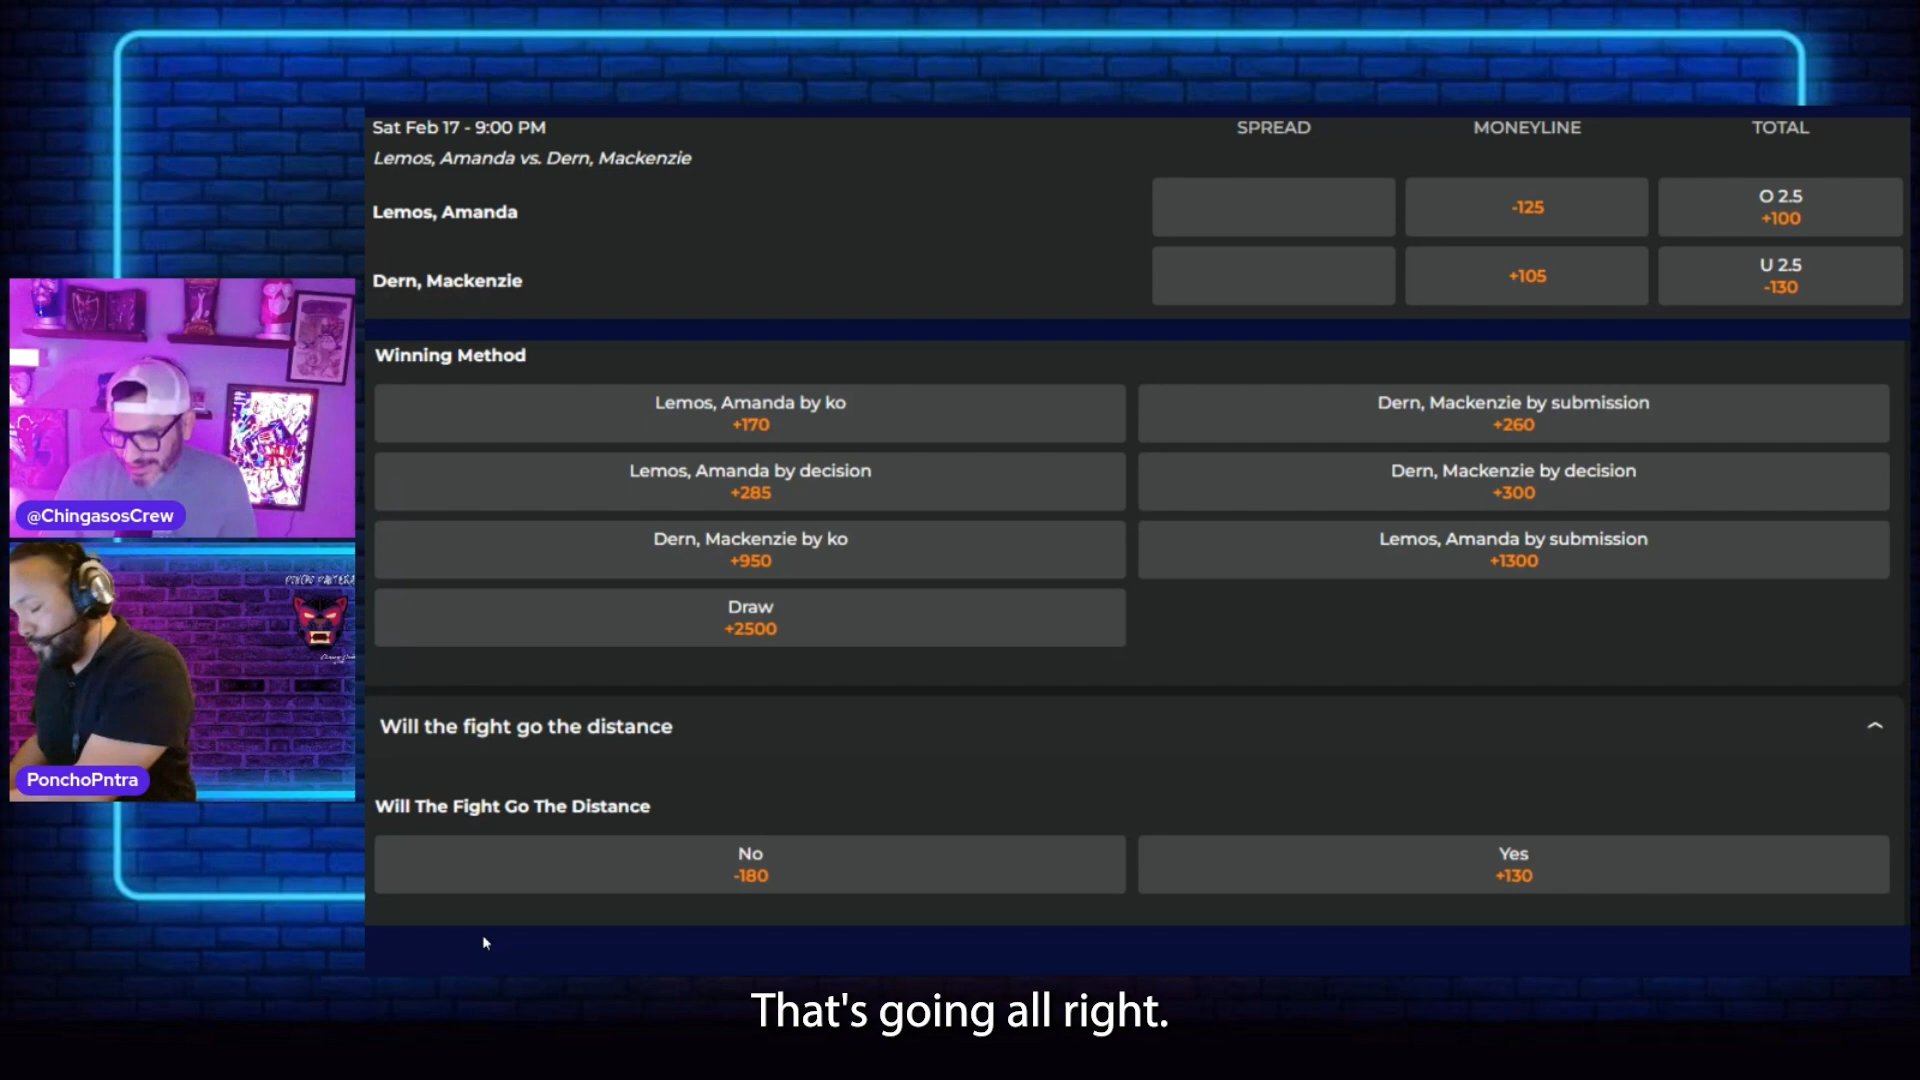 Sat Feb 17 - 9:00 PM
SPREAD
MONEYLINE
TOTAL
Lemos, Amanda vs. Dern, Mackenzie
Lemos, Amanda
-125
O 2.5
+100
Dern, Mackenzie
+105
U 2.5
-130
Winning Method
Lemos, Amanda by ko
+170
Dern, Mackenzie by submission
+260
Lemos, Amanda by decision
+285
Dern, Mackenzie by decision
+300
Dern, Mackenzie by ko
+950
Lemos, Amanda by submission
+1300
Draw
+2500
Will the fight go the distance
Will The Fight Go The Distance
No
-180
Yes
+130
@ChingasosCrew
PONCHO PANTERA
PonchoPntra
That's going all right.